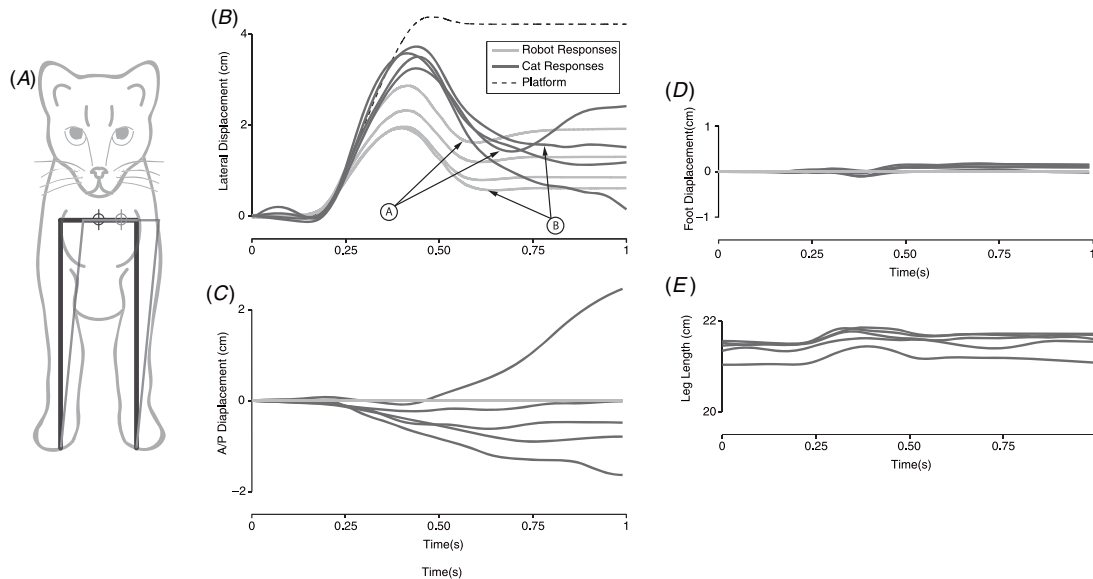 (A)
(B)
4
2
0
Lateral Displacement (cm)
Robot Responses
Cat Responses
Platform
A
B
0
0.25
0.50
0.75
1
Time(s)
(C)
2
0
−2
A/P Diaplacement (cm)
0
0.25
0.50
0.75
1
Time(s)
Time(s)
(D)
1
0
−1
Foot Displacement(cm)
0
0.25
0.50
0.75
1
Time(s)
(E)
22
20
Leg Length (cm)
0
0.25
0.50
0.75
Time(s)